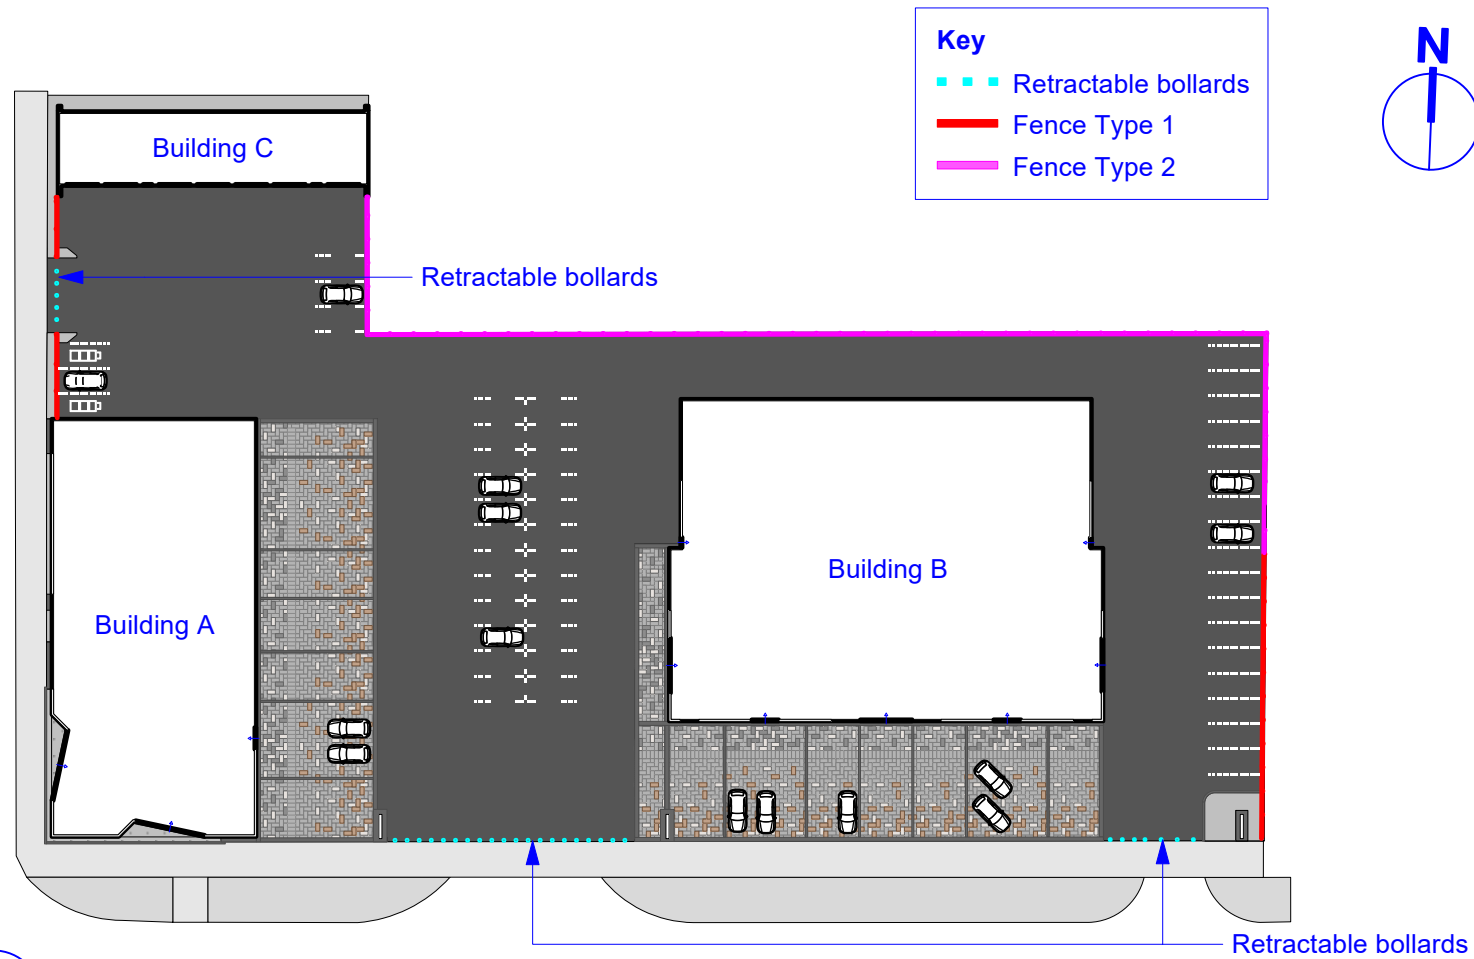 Key
Retractable bollards
Fence Type 1
Fence Type 2
N
Building C
Retractable bollards
Building B
Building A
Retractable bollards